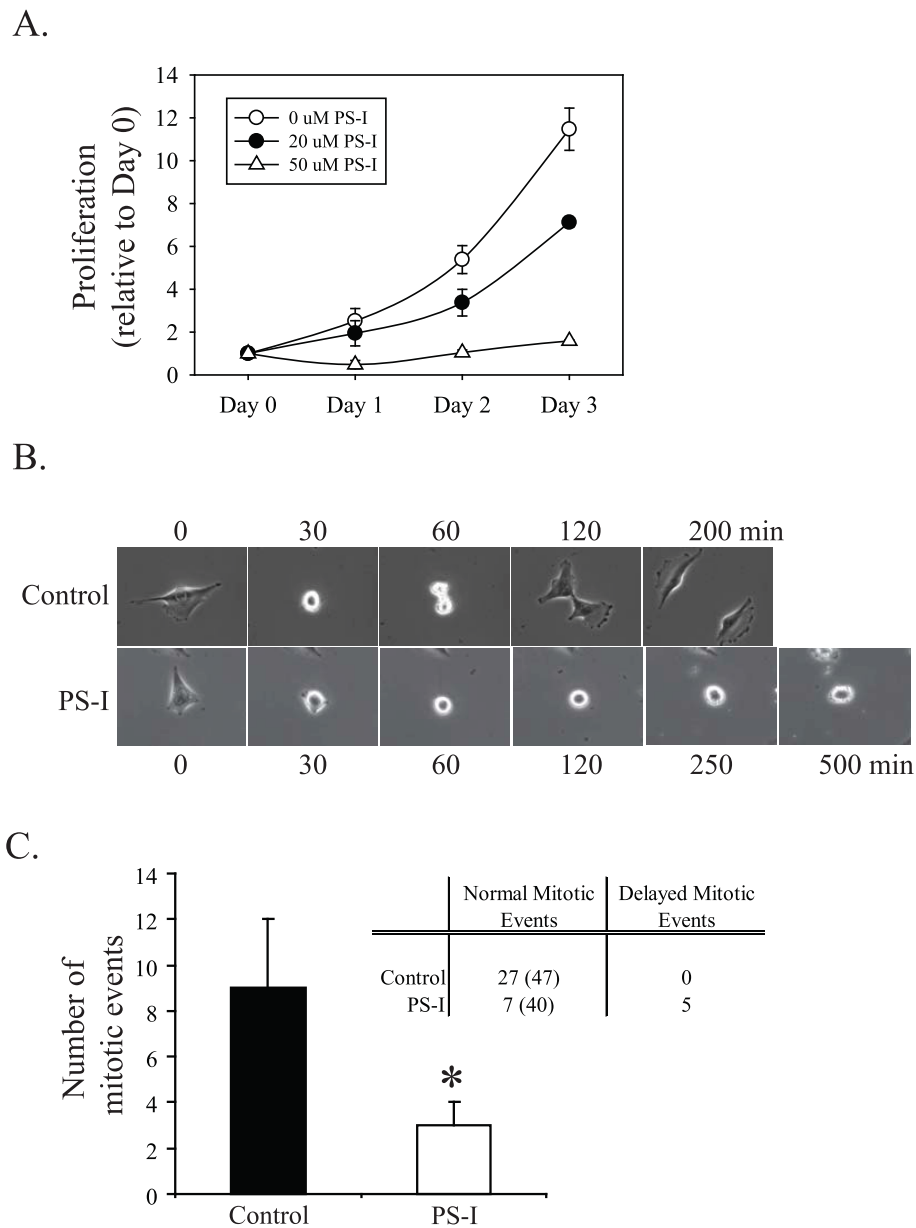 A.
14
12
10
8
6
4
2
0
Proliferation
(relative to Day 0)
0 uM PS-I
20 uM PS-I
50 uM PS-I
Day 0 Day 1 Day 2 Day 3
B.
0 30 60 120 200 min
Control
PS-I
0 30 60 120 250 500 min
C.
14
12
10
8
6
4
2
0
Number of
mitotic events
Normal Mitotic Delayed Mitotic
Events Events
Control 27 (47) 0
PS-I 7 (40) 5
*
Control PS-I